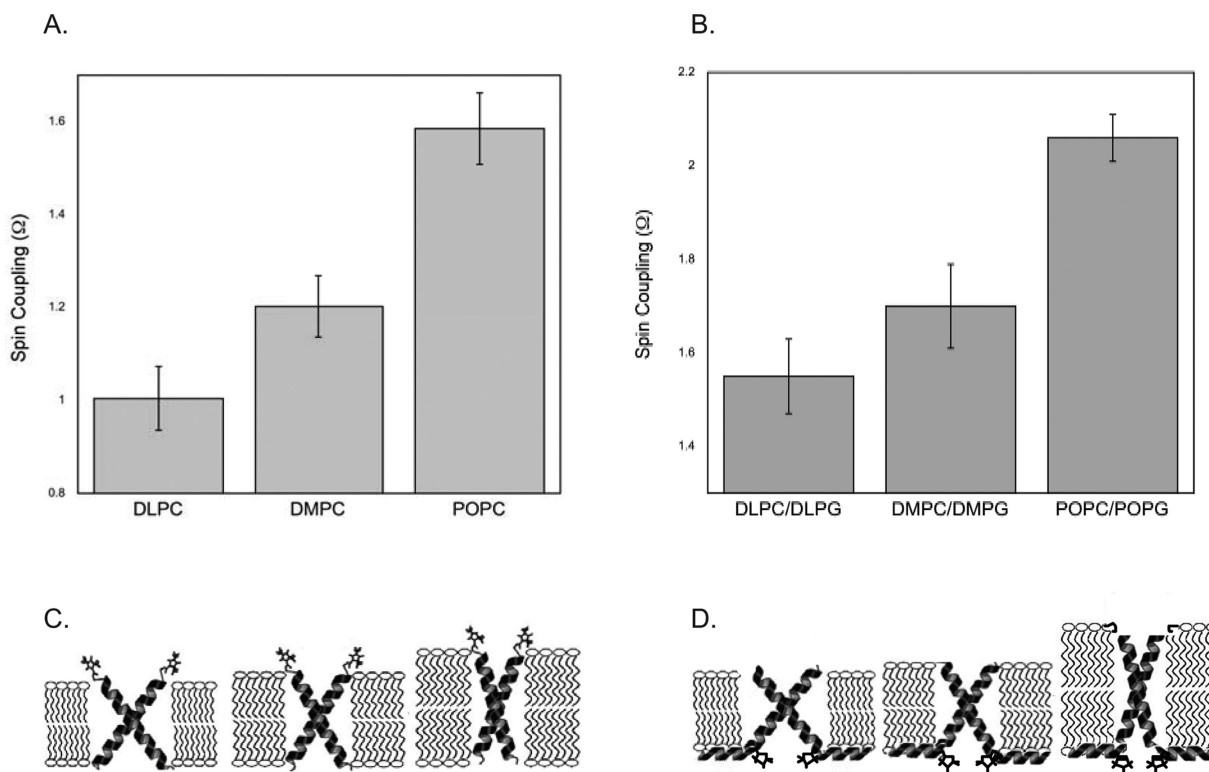 A.
Spin Coupling (Ω)
1.6
1.4
1.2
1
0.8
DLPC DMPC POPC
B.
Spin Coupling (Ω)
2.2
2
1.8
1.6
1.4
DLPC/DLPG DMPC/DMPG POPC/POPG
C.
D.